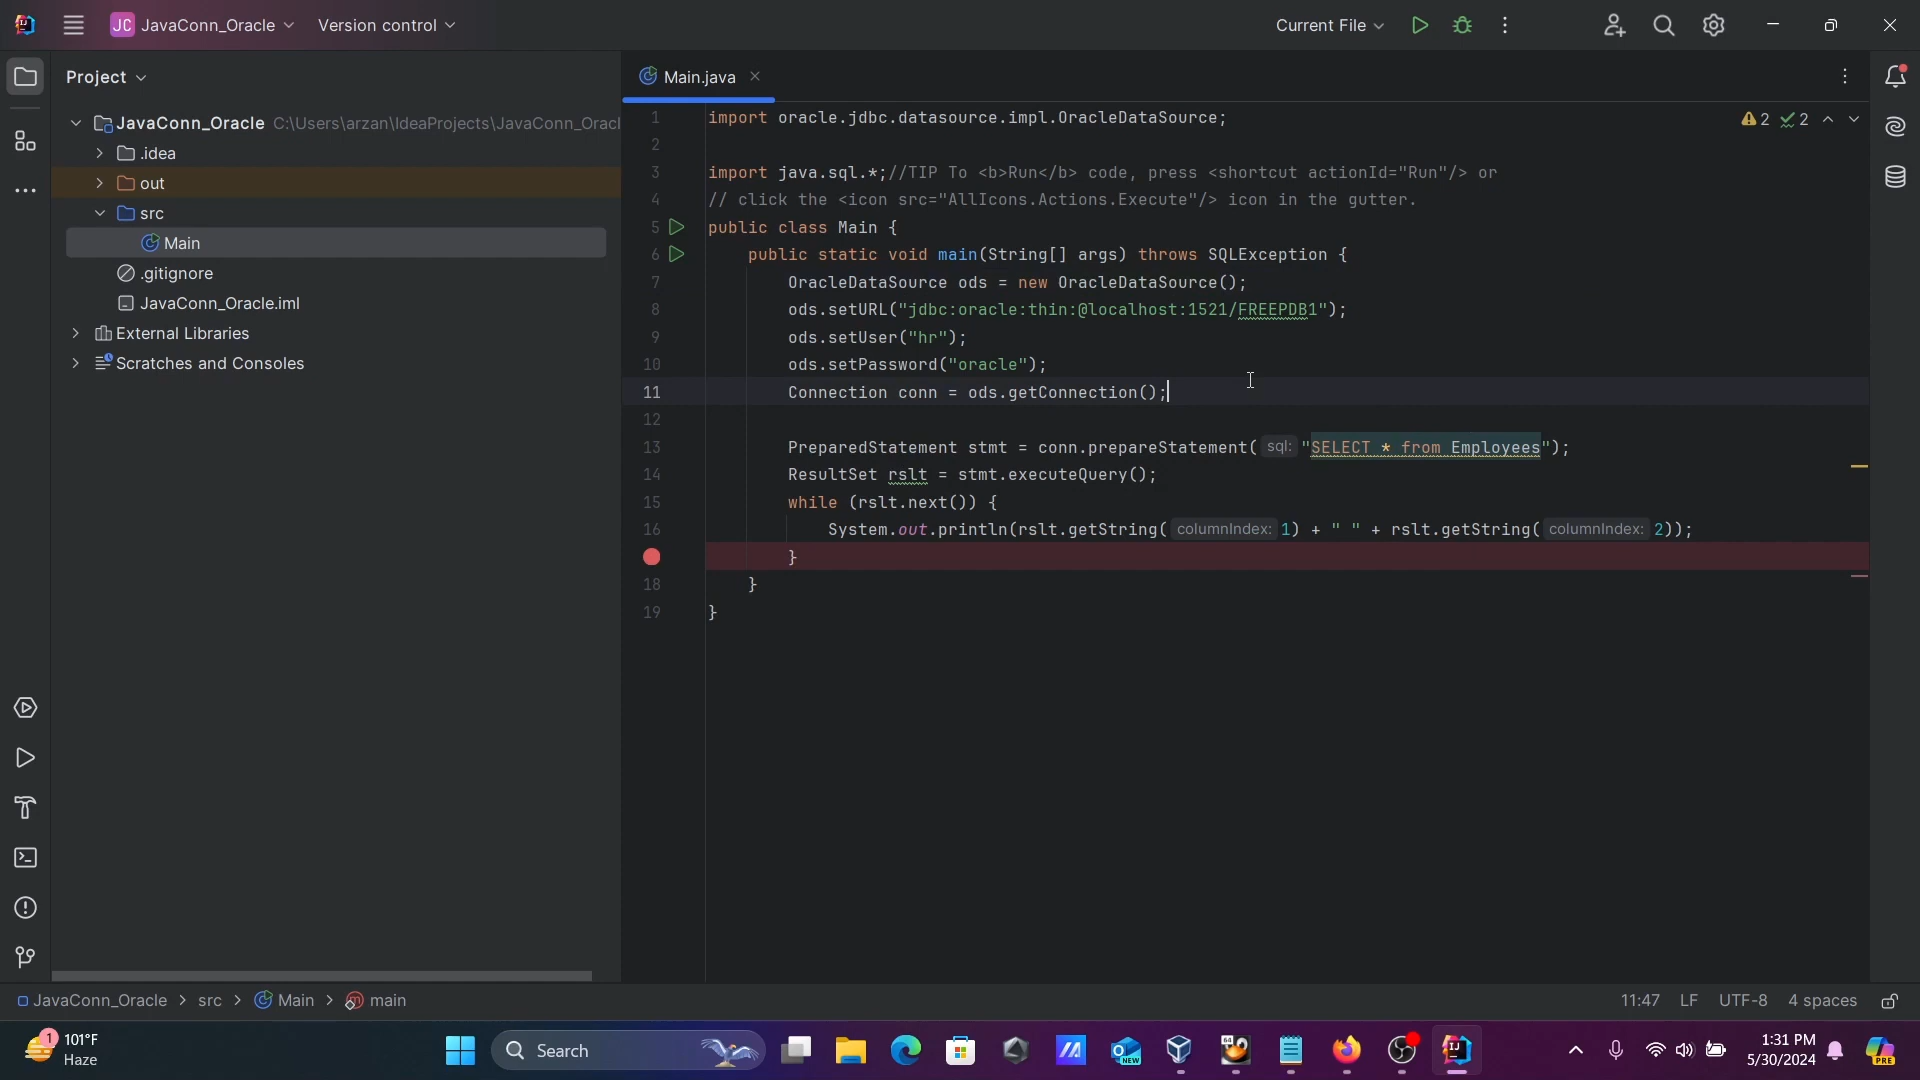 JC JavaConn_Oracle Version control Current File
Project
Main.java
JavaConn_Oracle C:\Users\arzan\IdeaProjects\JavaConn_Oracl
.idea
out
src
Main
.gitignore
JavaConn_Oracle.iml
External Libraries
Scratches and Consoles
2 2
1 import oracle.jdbc.datasource.impl.OracleDataSource;
2
3 import java.sql.*;//TIP To <b>Run</b> code, press <shortcut actionId="Run"/> or
4 // click the <icon src="AllIcons.Actions.Execute"/> icon in the gutter.
5 public class Main {
6 public static void main(String[] args) throws SQLException {
7 OracleDataSource ods = new OracleDataSource();
8 ods.setURL("jdbc:oracle:thin:@localhost:1521/FREEPDB1");
9 ods.setUser("hr");
10 ods.setPassword("oracle");
11 Connection conn = ods.getConnection();
12
13 PreparedStatement stmt = conn.prepareStatement( sql: "SELECT * from Employees");
14 ResultSet rslt = stmt.executeQuery();
15 while (rslt.next()) {
16 System.out.println(rslt.getString( columnIndex: 1) + " " + rslt.getString( columnIndex: 2));
}
18 }
19 }
JavaConn_Oracle > src > Main > main 11:47 LF UTF-8 4 spaces
1 101°F
Haze
Search
64
NEW
1:31 PM
5/30/2024
PRE